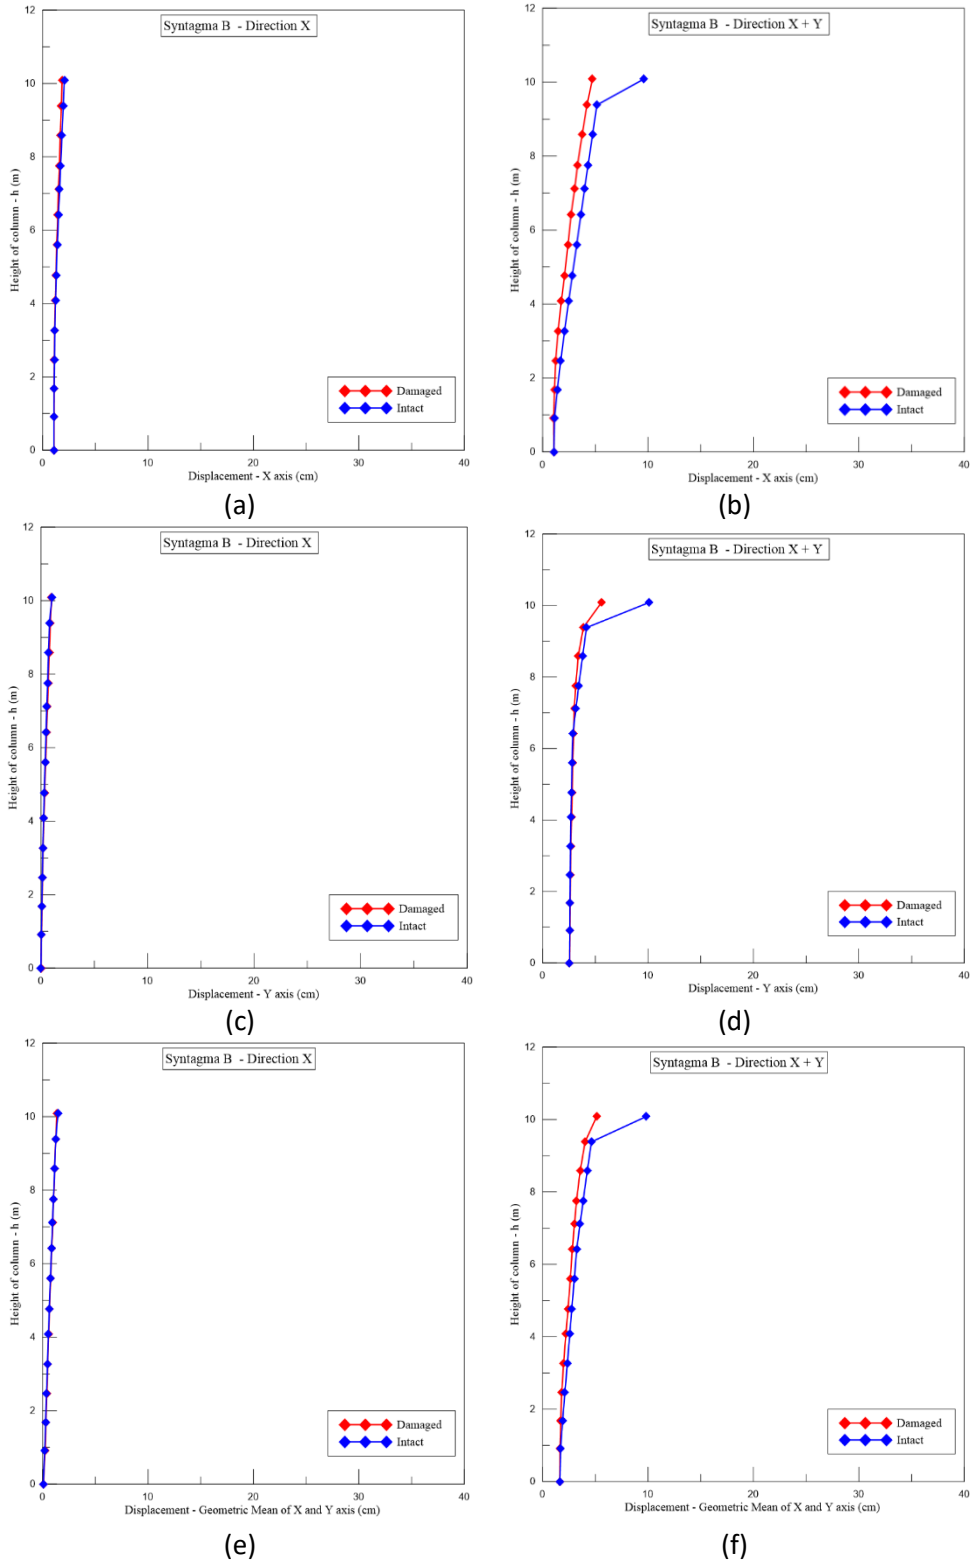 Syntagma B - Direction X
12
10
8
6
4
2
0
Height of column - h (m)
0 10 20 30 40
Displacement - X axis (cm)
Damaged
Intact
(a)
Syntagma B - Direction X + Y
12
10
8
6
4
2
0
Height of column - h (m)
0 10 20 30 40
Displacement - X axis (cm)
Damaged
Intact
(b)
Syntagma B - Direction X
12
10
8
6
4
2
0
Height of column - h (m)
0 10 20 30 40
Displacement - Y axis (cm)
Damaged
Intact
(c)
Syntagma B - Direction X + Y
12
10
8
6
4
2
0
Height of column - h (m)
0 10 20 30 40
Displacement - Y axis (cm)
Damaged
Intact
(d)
Syntagma B - Direction X
12
10
8
6
4
2
0
Height of column - h (m)
0 10 20 30 40
Displacement - Geometric Mean of X and Y axis (cm)
Damaged
Intact
(e)
Syntagma B - Direction X + Y
12
10
8
6
4
2
0
Height of column - h (m)
0 10 20 30 40
Displacement - Geometric Mean of X and Y axis (cm)
Damaged
Intact
(f)